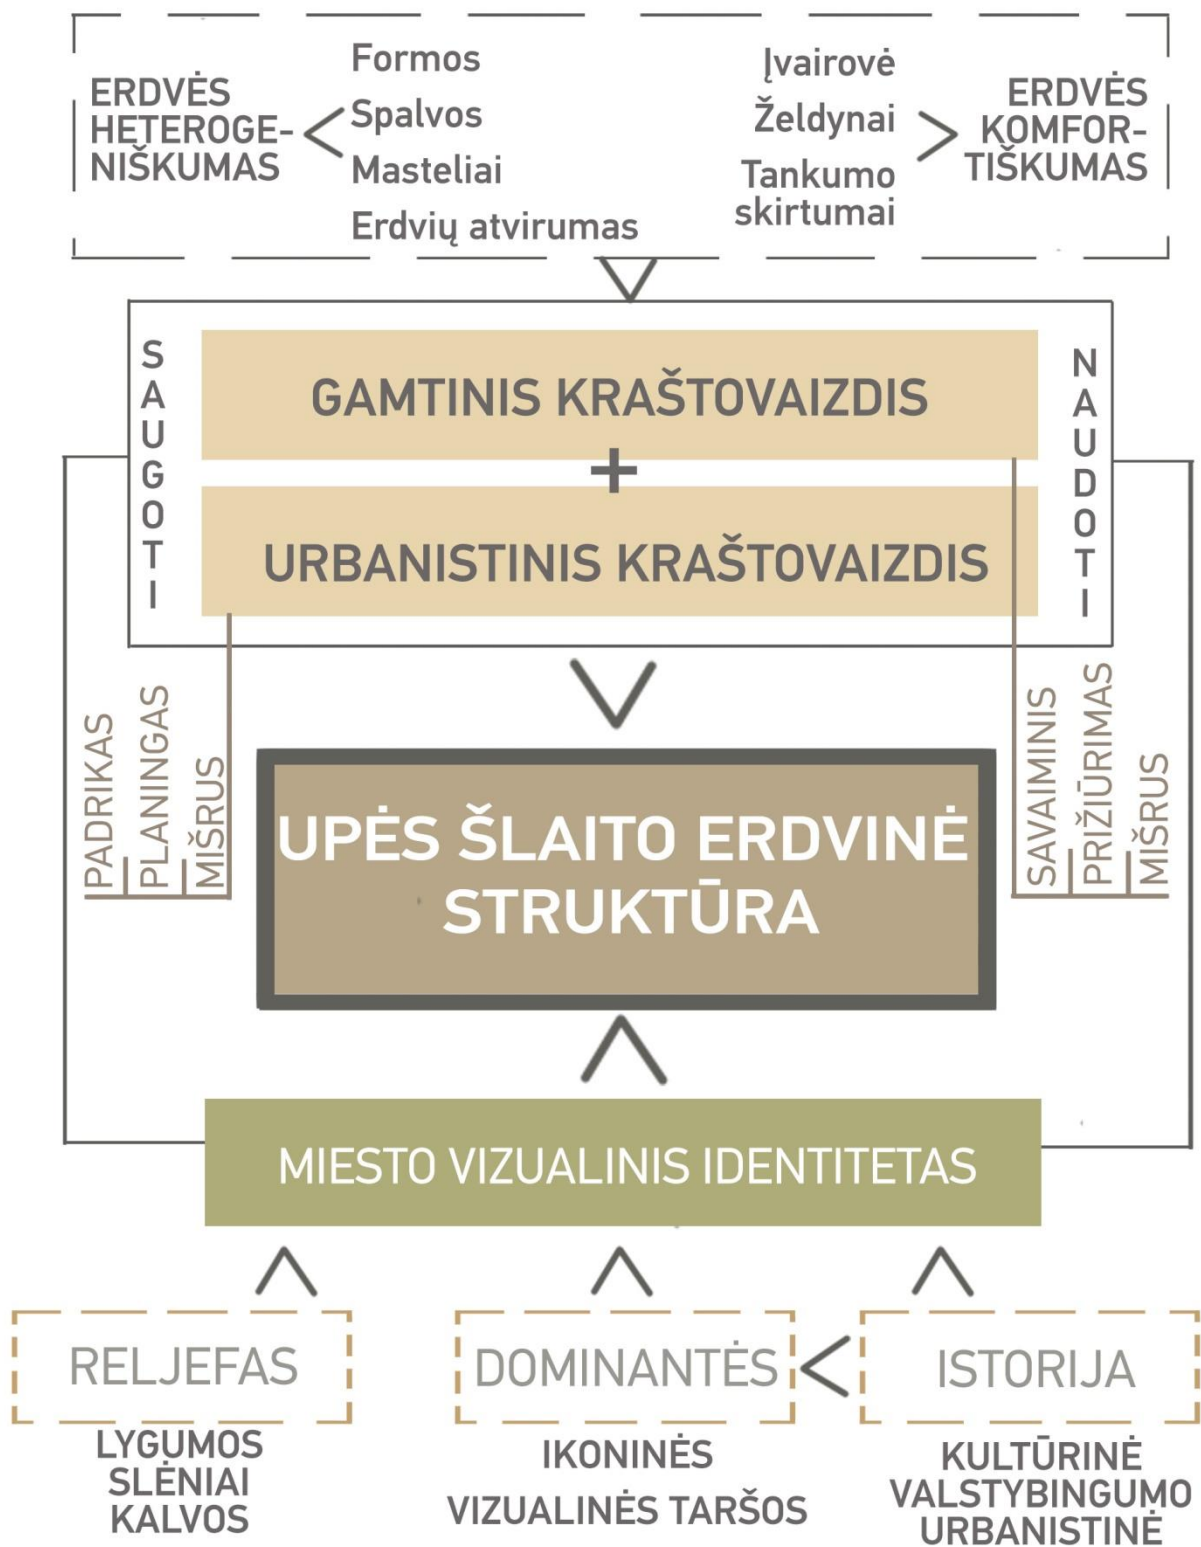 ERDVĖS
HETEROGE-
NIŠKUMAS
Formos
Spalvos
Masteliai
Erdvių atvirumas
Įvairovė
Želdynai
Tankumo
skirtumai
ERDVĖS
KOMFOR-
TIŠKUMAS
SAUGOTI
GAMTINIS KRAŠTOVAIZDIS
+
URBANISTINIS KRAŠTOVAIZDIS
NAUDOTI
PADRIKAS
PLANINGAS
MIŠRUS
SAVAIMINIS
PRIŽIŪRIMAS
MIŠRUS
UPĖS ŠLAITO ERDVINĖ
STRUKTŪRA
MIESTO VIZUALINIS IDENTITETAS
RELJEFAS
LYGUMOS
SLĖNIAI
KALVOS
DOMINANTĖS
IKONINĖS
VIZUALINĖS TARŠOS
ISTORIJA
KULTŪRINĖ
VALSTYBINGUMO
URBANISTINĖ